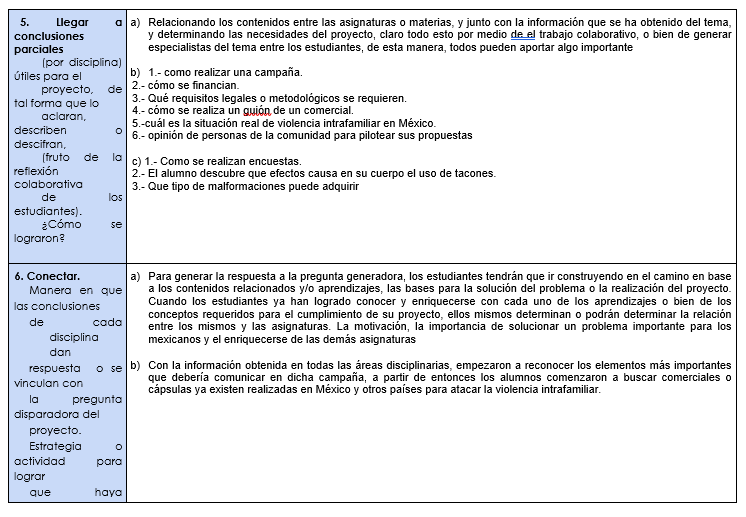 5. Llegar a
conclusiones
parciales
(por disciplina)
útiles para el
proyecto, de
tal forma que lo
aclaran,
describen o
descifran,
(fruto de la
reflexión
colaborativa
de los
estudiantes).
¿Cómo se
lograron?
a) Relacionando los contenidos entre las asignaturas o materias, y junto con la información que se ha obtenido del tema,
y determinando las necesidades del proyecto, claro todo esto por medio de el trabajo colaborativo, o bien de generar
especialistas del tema entre los estudiantes, de esta manera, todos pueden aportar algo importante
b) 1.- como realizar una campaña.
2.- cómo se financian.
3.- Qué requisitos legales o metodológicos se requieren.
4.- cómo se realiza un guión de un comercial.
5.-cuál es la situación real de violencia intrafamiliar en México.
6.- opinión de personas de la comunidad para pilotear sus propuestas
c) 1.- Como se realizan encuestas.
2.- El alumno descubre que efectos causa en su cuerpo el uso de tacones.
3.- Que tipo de malformaciones puede adquirir
6. Conectar.
Manera en que
las conclusiones
de cada
disciplina
dan
respuesta o se
vinculan con
la pregunta
disparadora del
proyecto.
Estrategia o
actividad para
lograr
que haya
a) Para generar la respuesta a la pregunta generadora, los estudiantes tendrán que ir construyendo en el camino en base
a los contenidos relacionados y/o aprendizajes, las bases para la solución del problema o la realización del proyecto.
Cuando los estudiantes ya han logrado conocer y enriquecerse con cada uno de los aprendizajes o bien de los
conceptos requeridos para el cumplimiento de su proyecto, ellos mismos determinan o podrán determinar la relación
entre los mismos y las asignaturas. La motivación, la importancia de solucionar un problema importante para los
mexicanos y el enriquecerse de las demás asignaturas
b) Con la información obtenida en todas las áreas disciplinarias, empezaron a reconocer los elementos más importantes
que debería comunicar en dicha campaña, a partir de entonces los alumnos comenzaron a buscar comerciales o
cápsulas ya existen realizadas en México y otros países para atacar la violencia intrafamiliar.